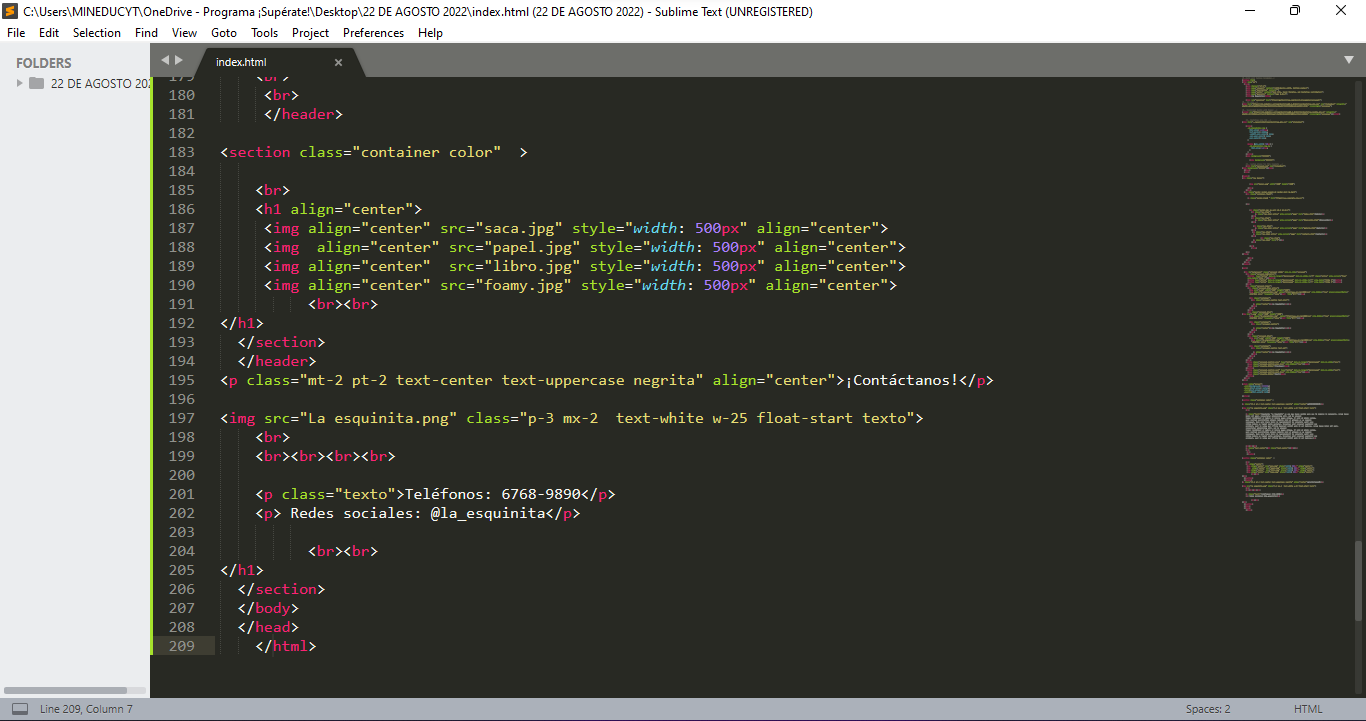 C:\Users\MINEDUCYT\OneDrive - Programa ¡Supérate!\Desktop\22 DE AGOSTO 2022\index.html (22 DE AGOSTO 2022) - Sublime Text (UNREGISTERED)
File Edit Selection Find View Goto Tools Project Preferences Help
FOLDERS
22 DE AGOSTO 202
index.html
179 <br>
180 <br>
181 </header>
182
183 <section class="container color"  >
184
185 <br>
186 <h1 align="center">
187 <img align="center" src="saca.jpg" style="width: 500px" align="center">
188 <img  align="center" src="papel.jpg" style="width: 500px" align="center">
189 <img align="center"  src="libro.jpg" style="width: 500px" align="center">
190 <img align="center" src="foamy.jpg" style="width: 500px" align="center">
191 <br><br>
192 </h1>
193 </section>
194 </header>
195 <p class="mt-2 pt-2 text-center text-uppercase negrita" align="center">¡Contáctanos!</p>
196
197 <img src="La esquinita.png" class="p-3 mx-2  text-white w-25 float-start texto">
198 <br>
199 <br><br><br><br>
200
201 <p class="texto">Teléfonos: 6768-9890</p>
202 <p> Redes sociales: @la_esquinita</p>
203
204 <br><br>
205 </h1>
206 </section>
207 </body>
208 </head>
209 </html>
Line 209, Column 7
Spaces: 2
HTML